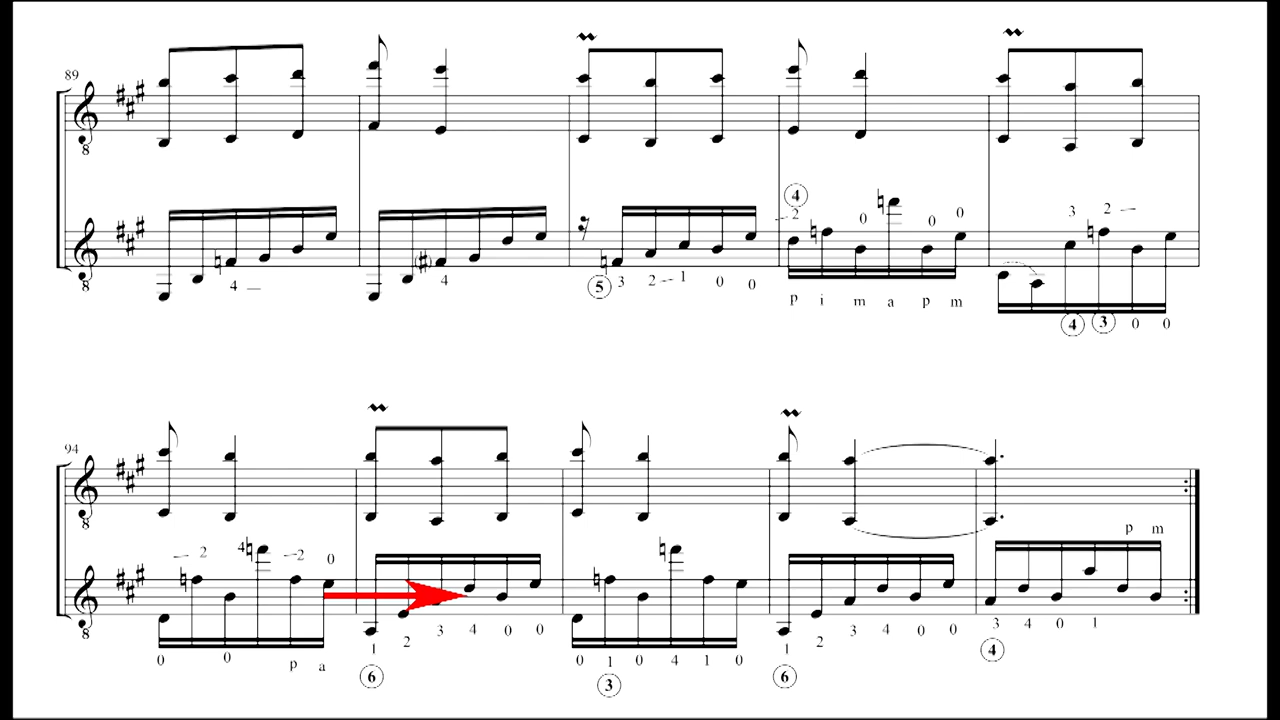 89
8
4
4
5 3 2 1 0 0
4
2 0 0 0
p i m a p m
3 2
4 3 0 0
8
94
8
2 4 2 0
0 0 p a
1 2 3 4 0 0
6
0 1 0 4 1 0
3
1 2 3 4 0 0
6
p m
3 4 0 1
4
8